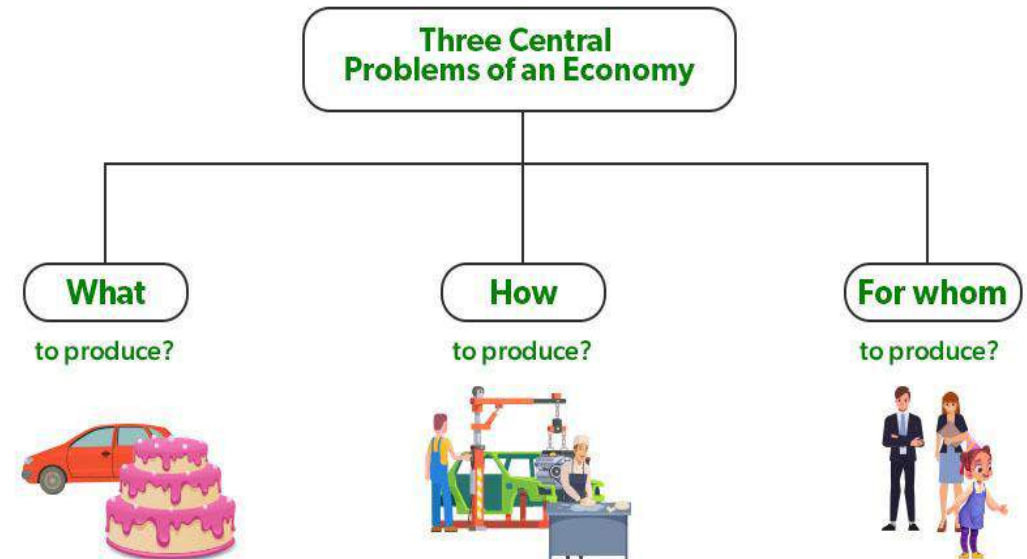 Three Central
Problems of an Economy
What
to produce?
How
to produce?
For whom
to produce?